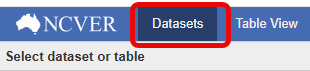 NCVER Datasets Table View
Select dataset or table